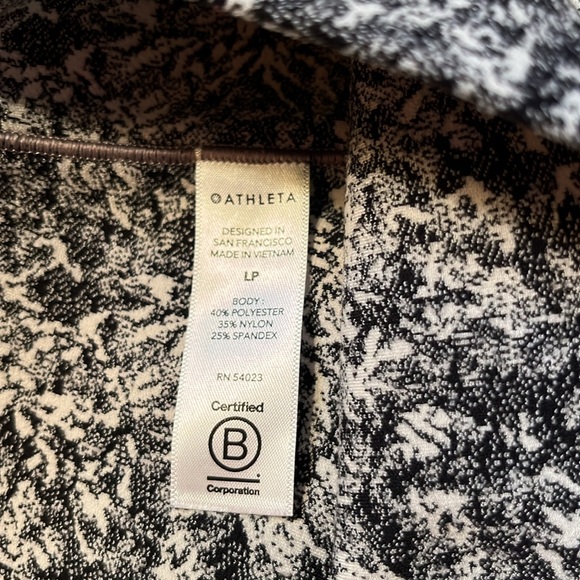 ATHLETA
DESIGNED IN
SAN FRANCISCO
MADE IN VIETNAM
LP
BODY:
40% POLYESTER
35% NYLON
25% SPANDEX
RN 54023
Certified
B
Corporation